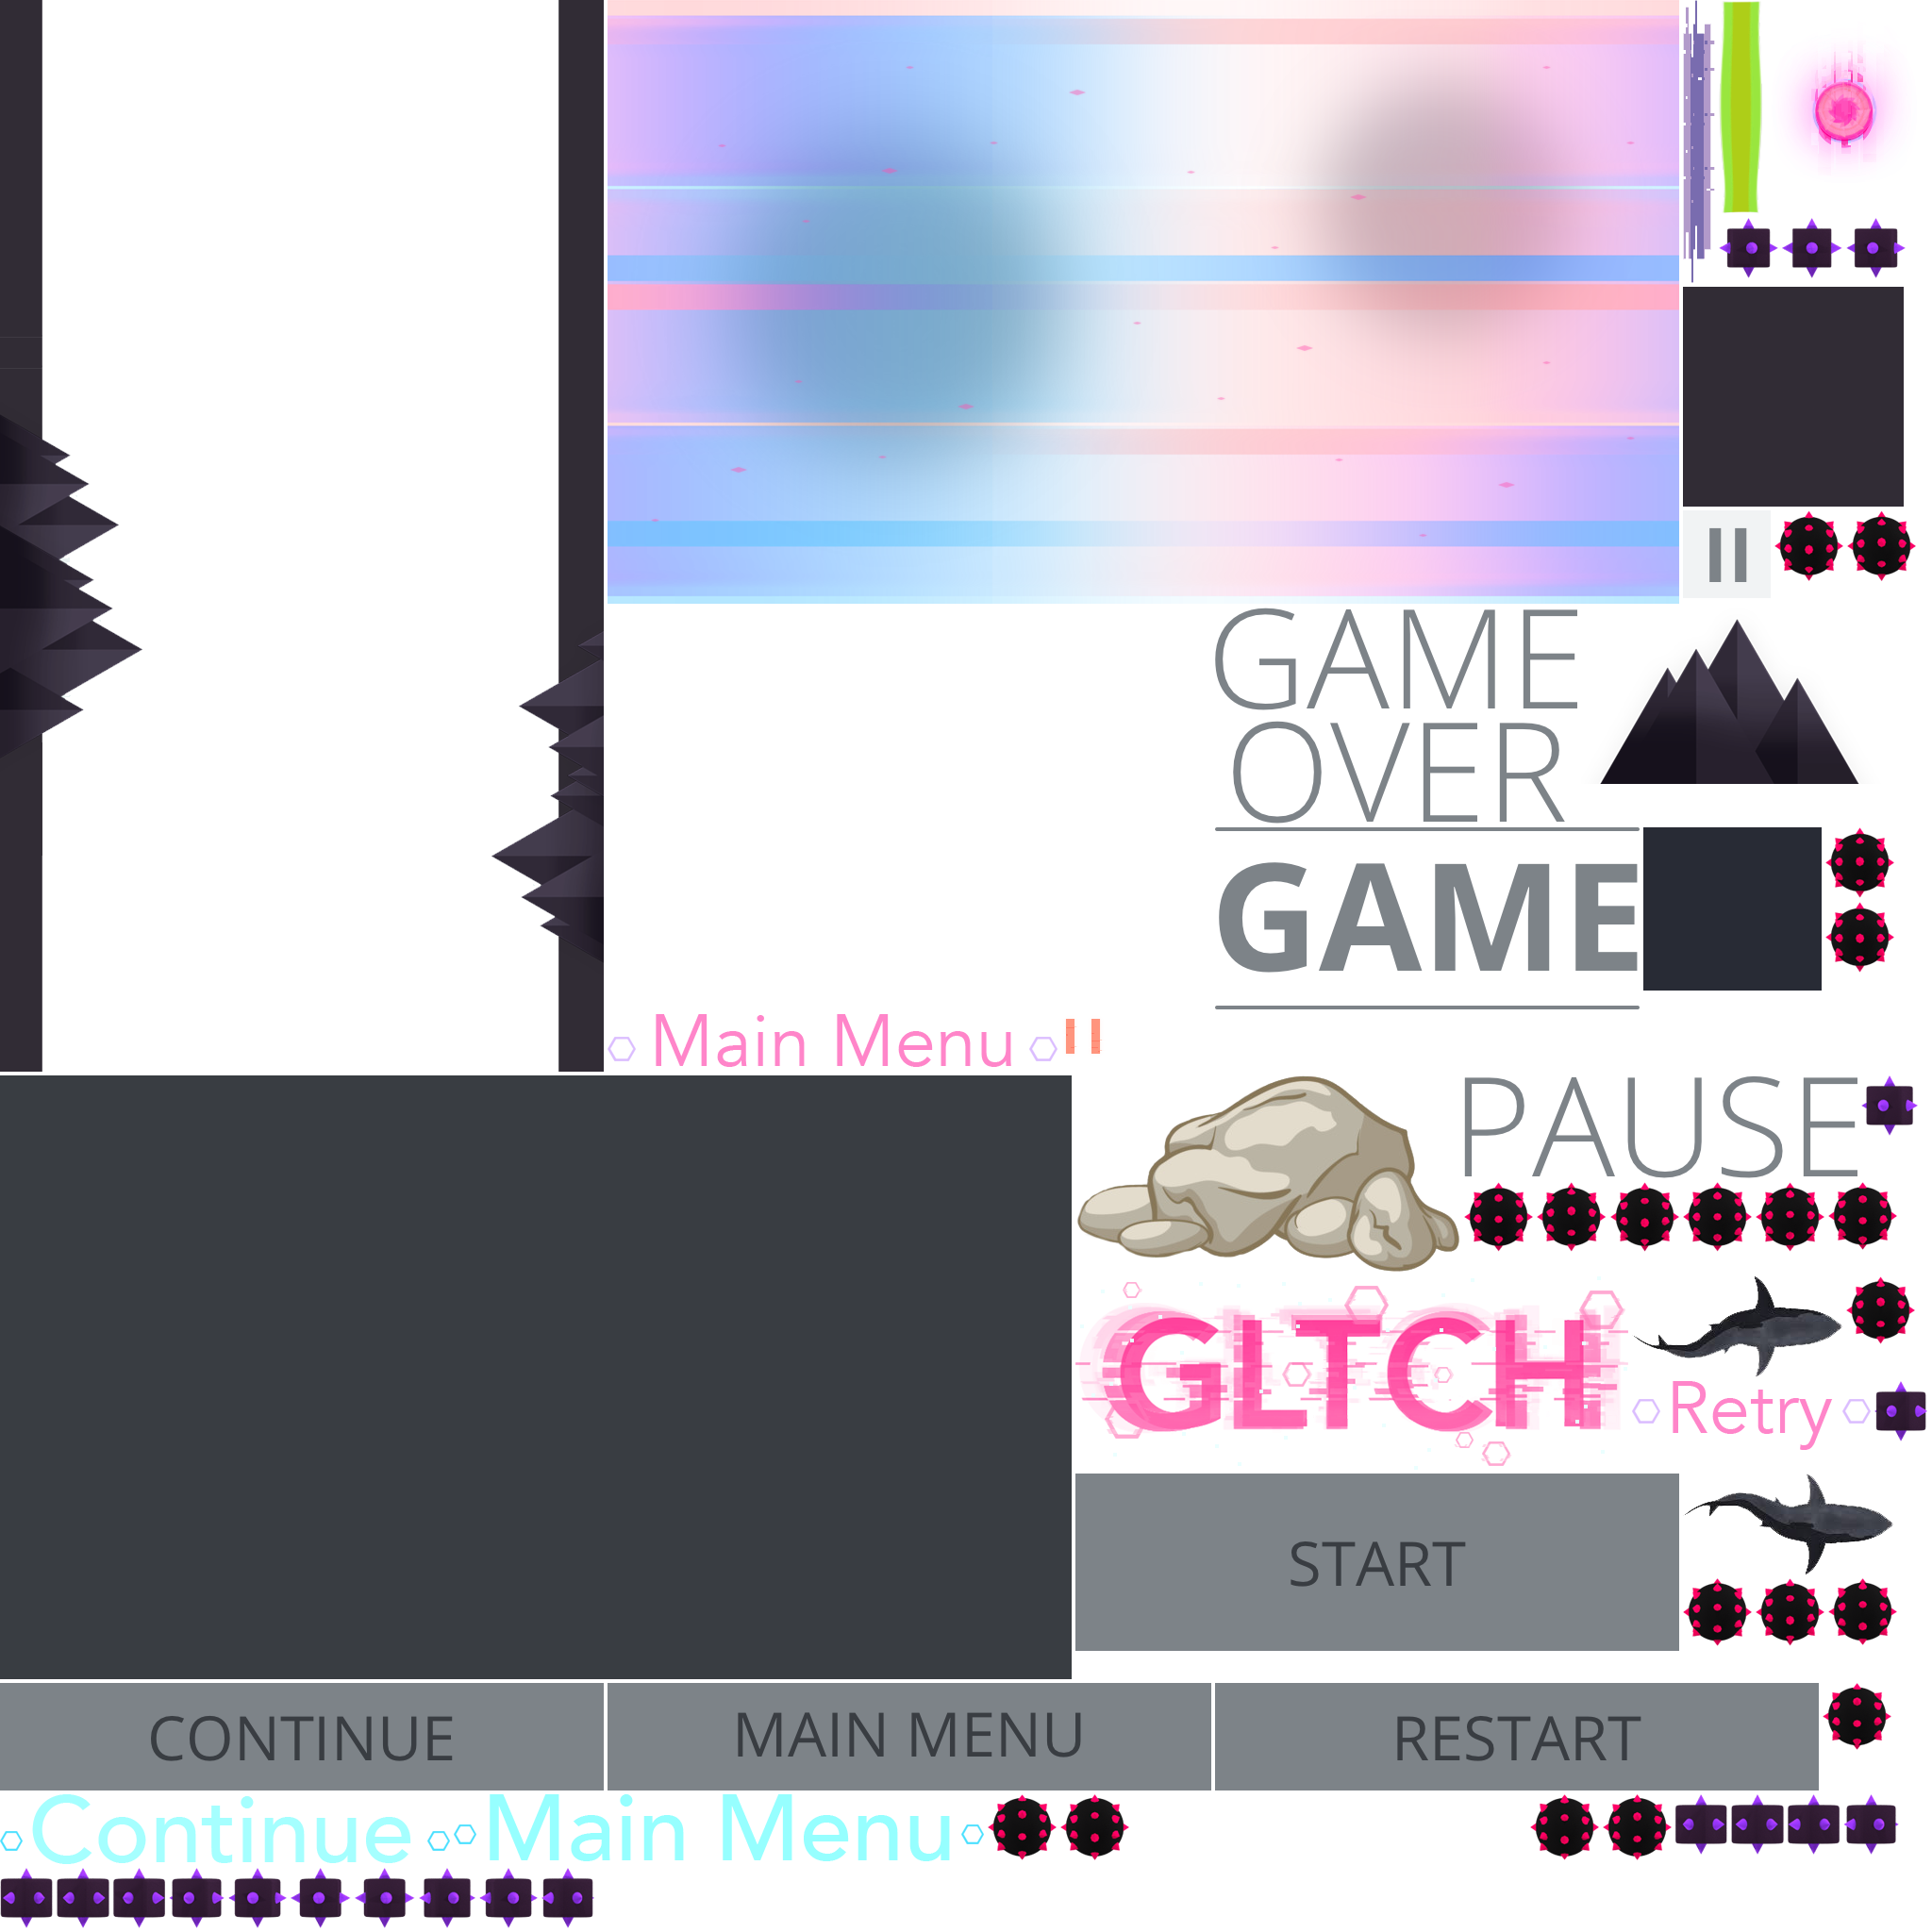 GAME
OVER
GAME
Main Menu
PAUSE
GLTCH
Retry
START
CONTINUE
MAIN MENU
RESTART
Continue
Main Menu